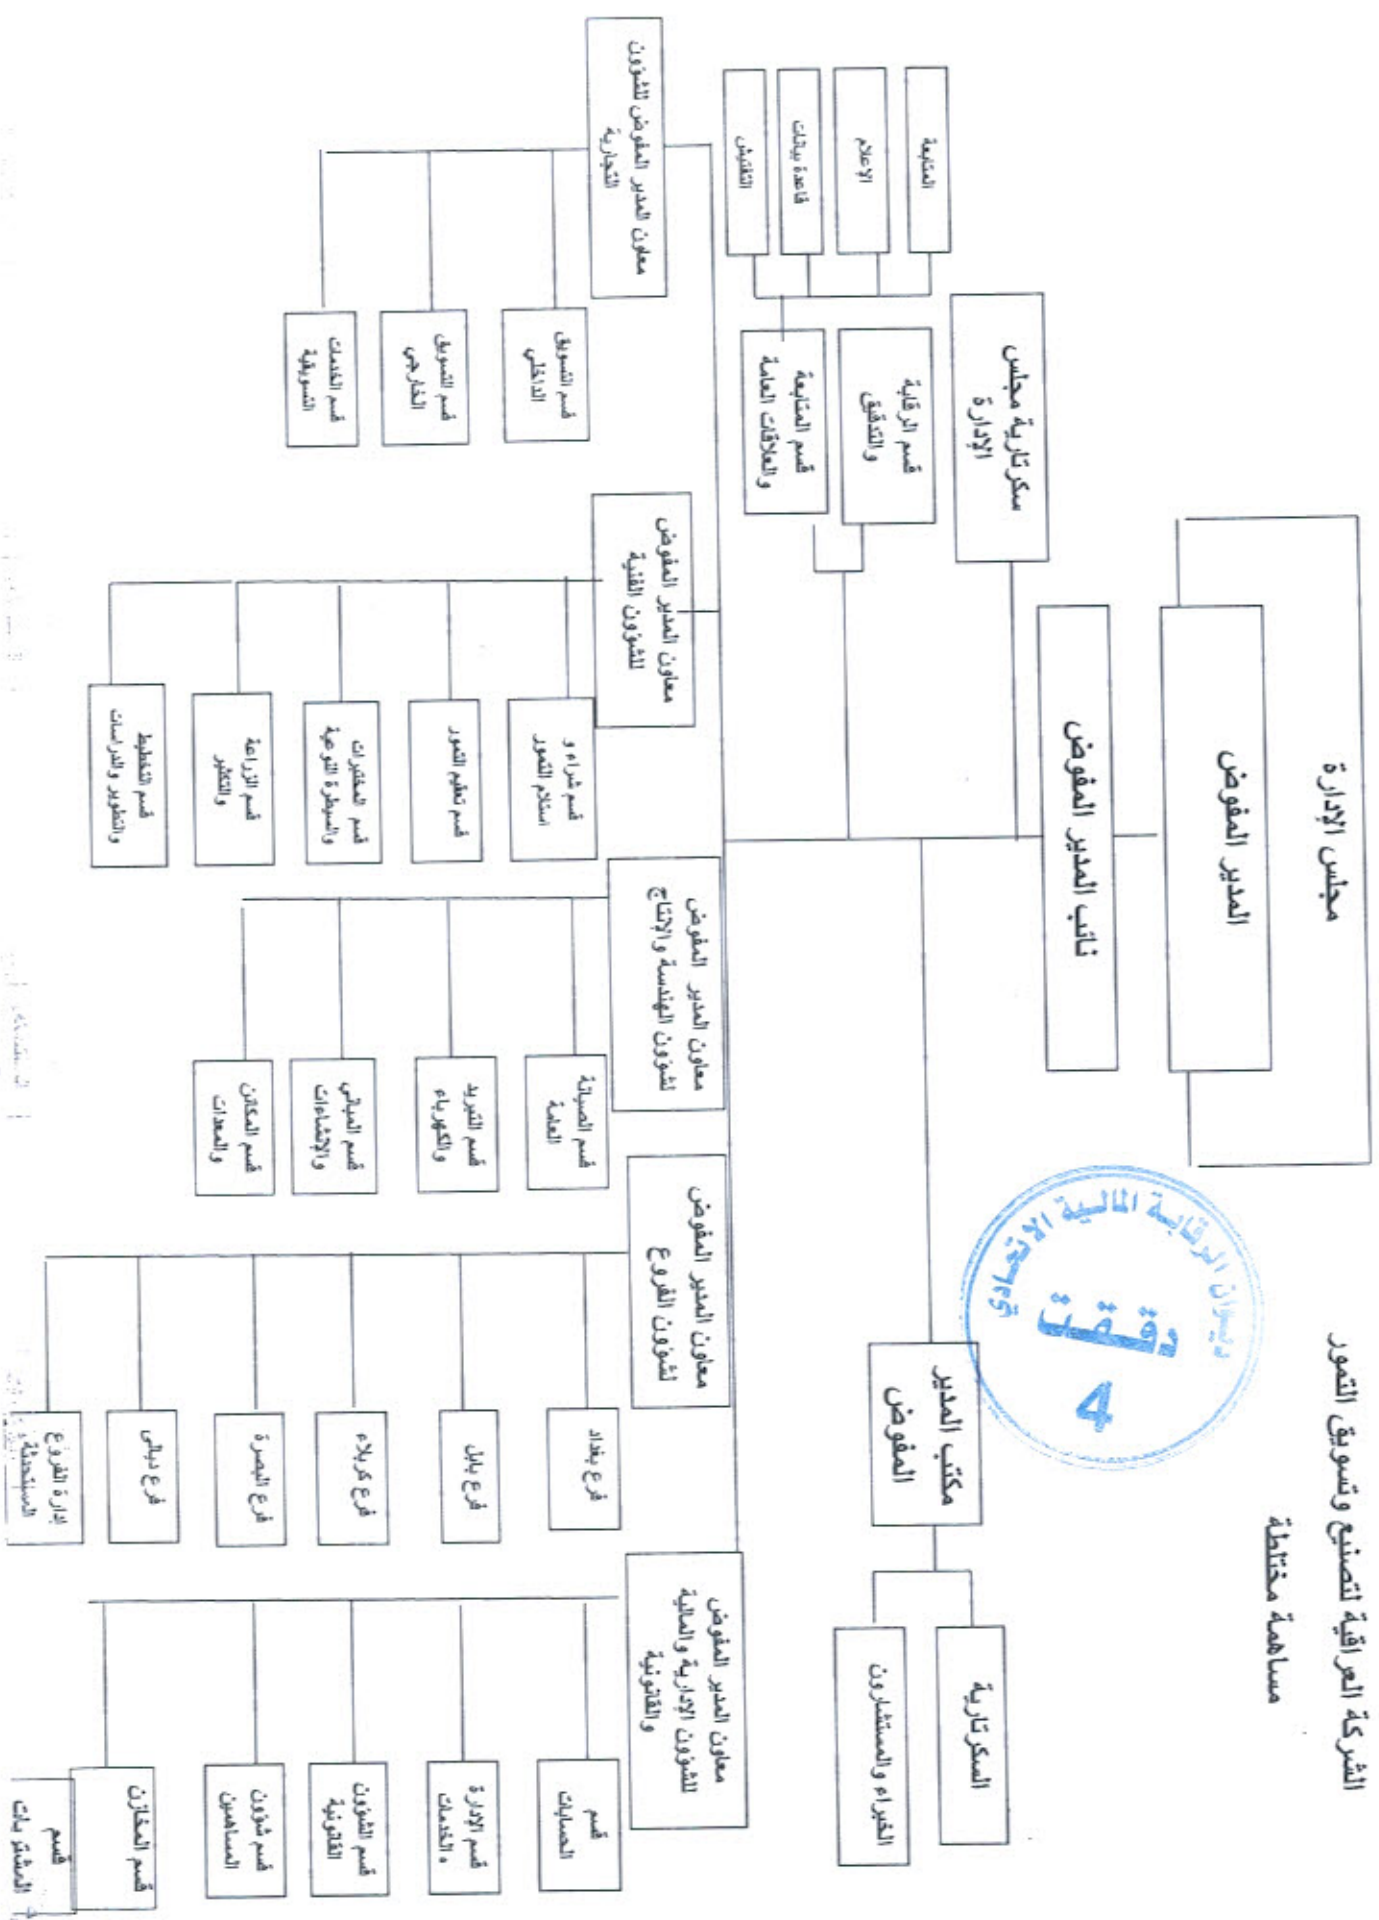 الشركة العراقية لتصنيع وتسويق التمور
مساهمة مختلطة
مجلس الإدارة
المدير المفوض
نائب المدير المفوض
سكرتارية مجلس
الإدارة
ديوان الرقابة المالية الاتحادي
دققت
4
مكتب المدير
المفوض
السكرتارية
الخبراء والمستشارون
قسم الرقابة
والتدقيق
قسم المتابعة
والعلاقات العامة
المتابعة
الإعلام
قاعدة بيانات
التفتيش
معاون المدير المفوض للشؤون
التجارية
قسم التسويق
الداخلي
قسم التسويق
الخارجي
قسم الخدمات
التسويقية
معاون المدير المفوض
للشؤون الفنية
قسم شراء و
استلام التمور
قسم تعقيم التمور
قسم المختبرات
والسيطرة النوعية
قسم الزراعة
والتكثير
قسم التخطيط
والتطوير والدراسات
معاون المدير المفوض
لشؤون الهندسة والإنتاج
قسم الصيانة
العامة
قسم التبريد
والكهرباء
قسم المباني
والإنشاءات
قسم المكائن
والمعدات
معاون المدير المفوض
لشؤون الفروع
فرع بغداد
فرع بابل
فرع كربلاء
فرع البصرة
فرع ديالى
إدارة الفروع
المستحدثة
معاون المدير المفوض
للشؤون الإدارية والمالية
والقانونية
قسم
الحسابات
قسم الإدارة
والخدمات
قسم الشؤون
القانونية
قسم شؤون
المساهمين
قسم المخازن
قسم
المشتريات